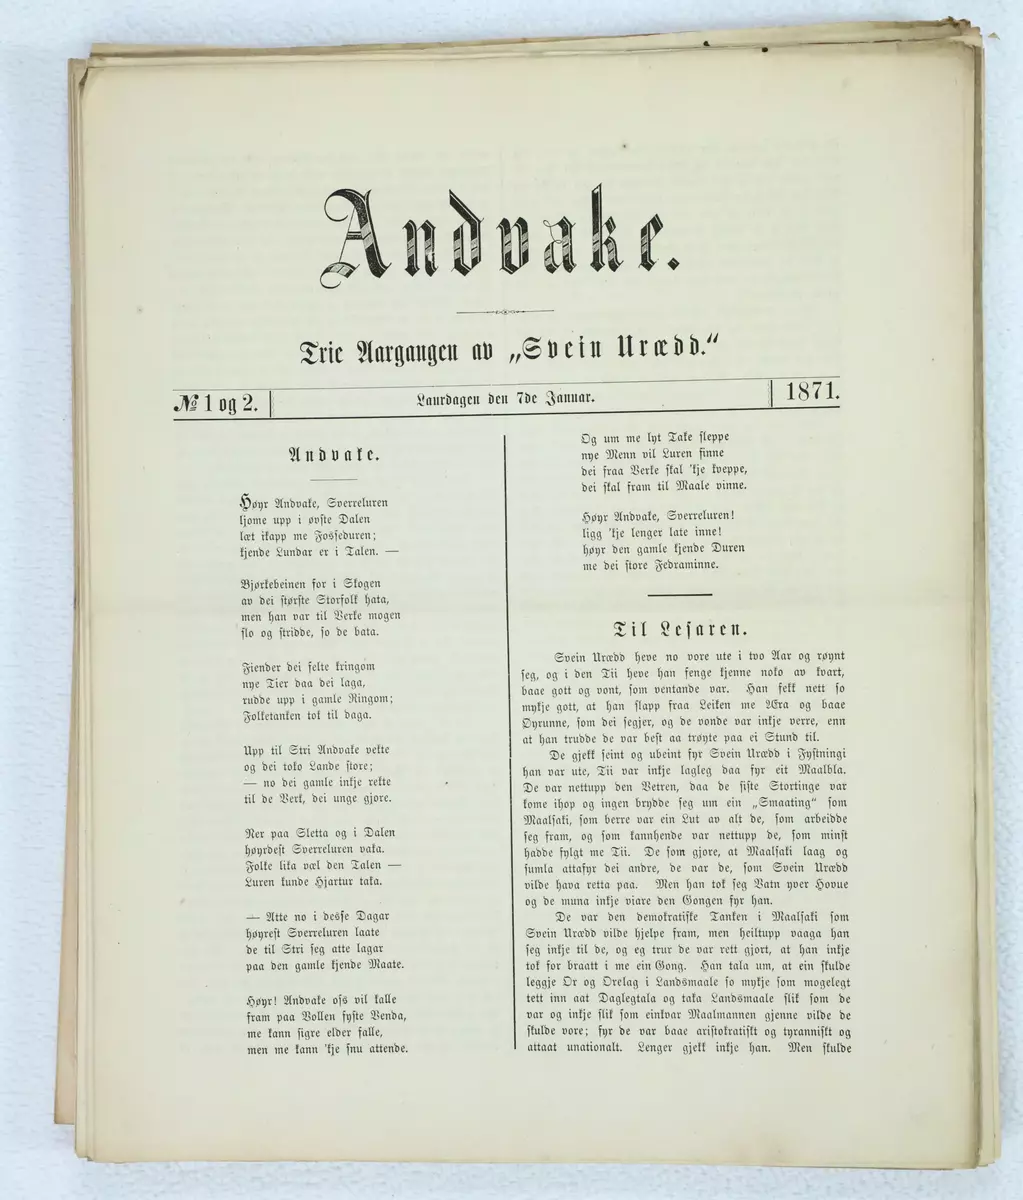 Andvake.
Trie Aargangen av „Svein Urædd.“
№ 1 og 2.
Laurdagen den 7de Januar.
1871.
Andvake.
Høyr Andvake, Sverreluren
ljome upp i øvste Dalen
læt ikapp me Fosseduren;
kjende Lundar er i Talen. —
Bjørkebeinen for i Skogen
av dei største Storfolk hata,
men han var til Verke mogen
slo og stridde, so de bata.
Fiender dei felte kringom
nye Tier daa dei laga,
rudde upp i gamle Ringom;
Folketanken tok til daga.
Upp til Stri Andvake vekte
og dei toko Lande store;
— no dei gamle inkje rekte
til de Verk, dei unge gjore.
Ner paa Sletta og i Dalen
høyrdest Sverreluren vaka.
Folke lika væl den Talen —
Luren kunde Hjartur taka.
— Atte no i desse Dagar
høyrest Sverreluren laate
de til Stri seg atte lagar
paa den gamle kjende Maate.
Høyr! Andvake oss vil kalle
fram paa Vollen fyste Venda,
me kann sigre elder falle,
men me kann 'kje snu attende.
Og um me lyt Take sleppe
nye Menn vil Luren finne
dei fraa Verke skal 'kje kveppe,
dei skal fram til Maale vinne.
Høyr Andvake, Sverreluren!
ligg 'kje lenger late inne!
høyr den gamle kjende Duren
me dei store Fedraminne.
Til Lesaren.
Svein Urædd heve no vore ute i tvo Aar og røynt
seg, og i den Tii heve han fenge kjenne noko av kvart,
baae gott og vont, som ventande var. Han fekk nett so
mykje gott, at han slapp fraa Leiken me Æra og baae
Oyrunne, som dei segjer, og de vonde var inkje verre, enn
at han trudde de var best aa trøyte paa ei Stund til.
De gjekk seint og ubeint fyr Svein Urædd i Fystningi
han var ute, Tii var inkje lagleg daa fyr eit Maalbla.
De var nettupp den Vetren, daa de siste Stortinge var
kome ihop og ingen brydde seg um ein „Smaating“ som
Maalsaki, som berre var ein Lut av alt de, som arbeidde
seg fram, og som kannhende var nettupp de, som minst
hadde fylgt me Tii. De som gjore, at Maalsaki laag og
sumla attafyr dei andre, de var de, som Svein Urædd
vilde hava retta paa. Men han tok seg Vatn yver Hovue
og de muna inkje viare den Gongen fyr han.
De var den demokratiske Tanken i Maalsaki som
Svein Urædd vilde hjelpe fram, men heiltupp vaaga han
seg inkje til de, og eg trur de var rett gjort, at han inkje
tok for braatt i me ein Gong. Han tala um, at ein skulde
leggje Or og Orelag i Landsmaale so mykje som mogelegt
tett inn aat Daglegtala og taka Landsmaale slik som de
var og inkje slik som einkvar Maalmannen gjenne vilde de
skulde vore; fyr de var baae aristokratiskt og tyranniskt og
attaat unationalt. Lenger gjekk inkje han. Men skulde